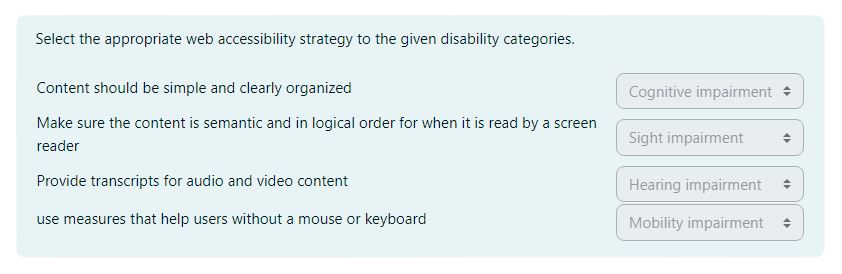 Select the appropriate web accessibility strategy to the given disability categories.
Content should be simple and clearly organized
Cognitive impairment
Make sure the content is semantic and in logical order for when it is read by a screen
reader
Sight impairment
Provide transcripts for audio and video content
Hearing impairment
use measures that help users without a mouse or keyboard
Mobility impairment